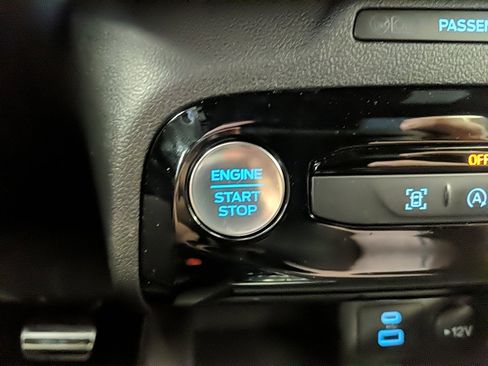 PASSEN
OFF
ENGINE
START
STOP
A
12V